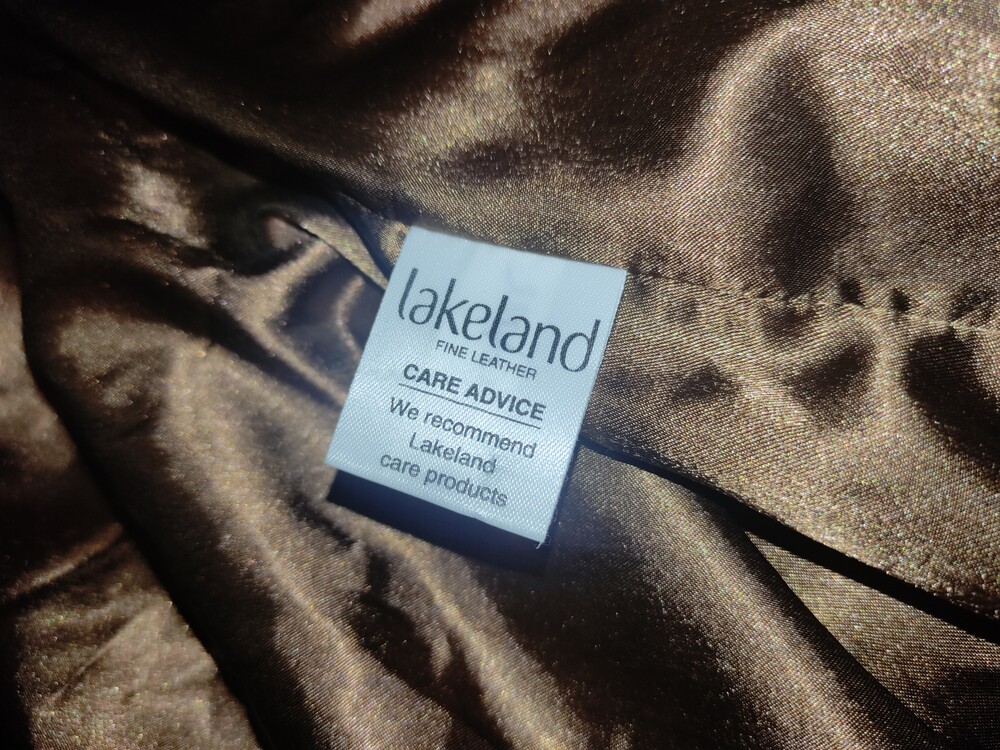 lakeland
FINE LEATHER
CARE ADVICE
We recommend
Lakeland
care products